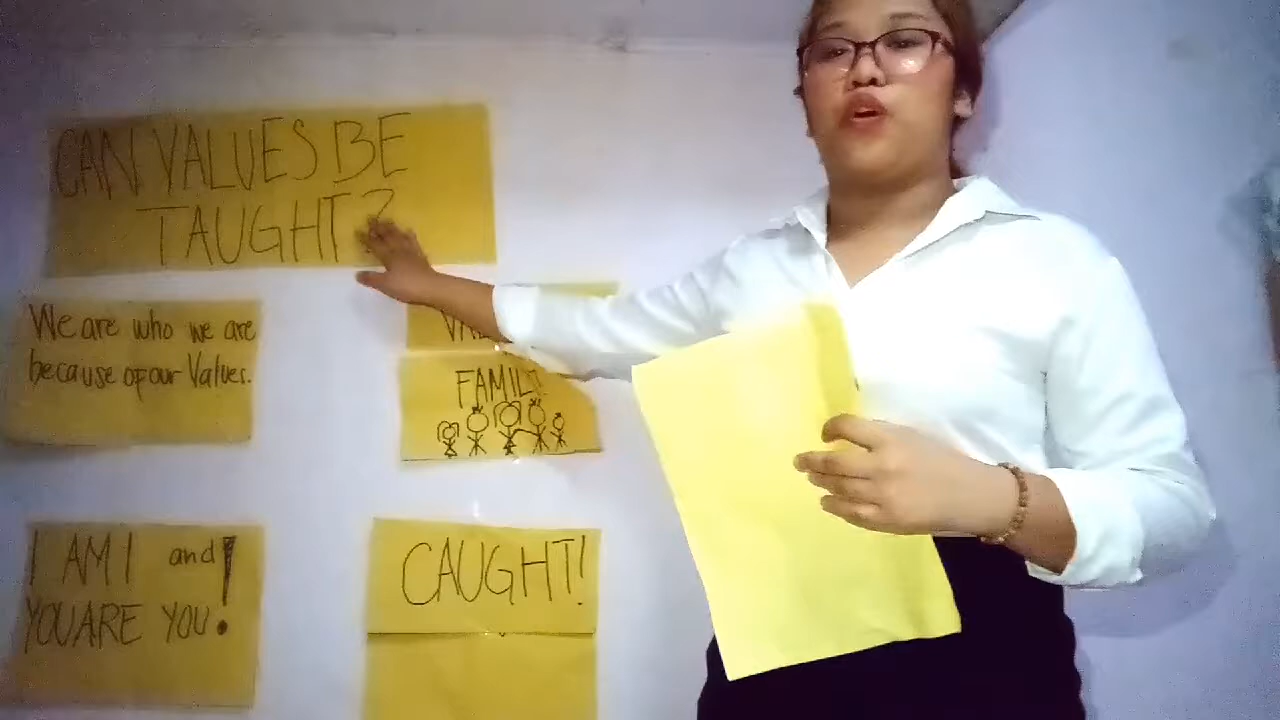 CAN VALUES BE
TAUGHT?
We are who we are
because of our Values.
FAMILY
I AM I and
YOU ARE YOU!
CAUGHT!